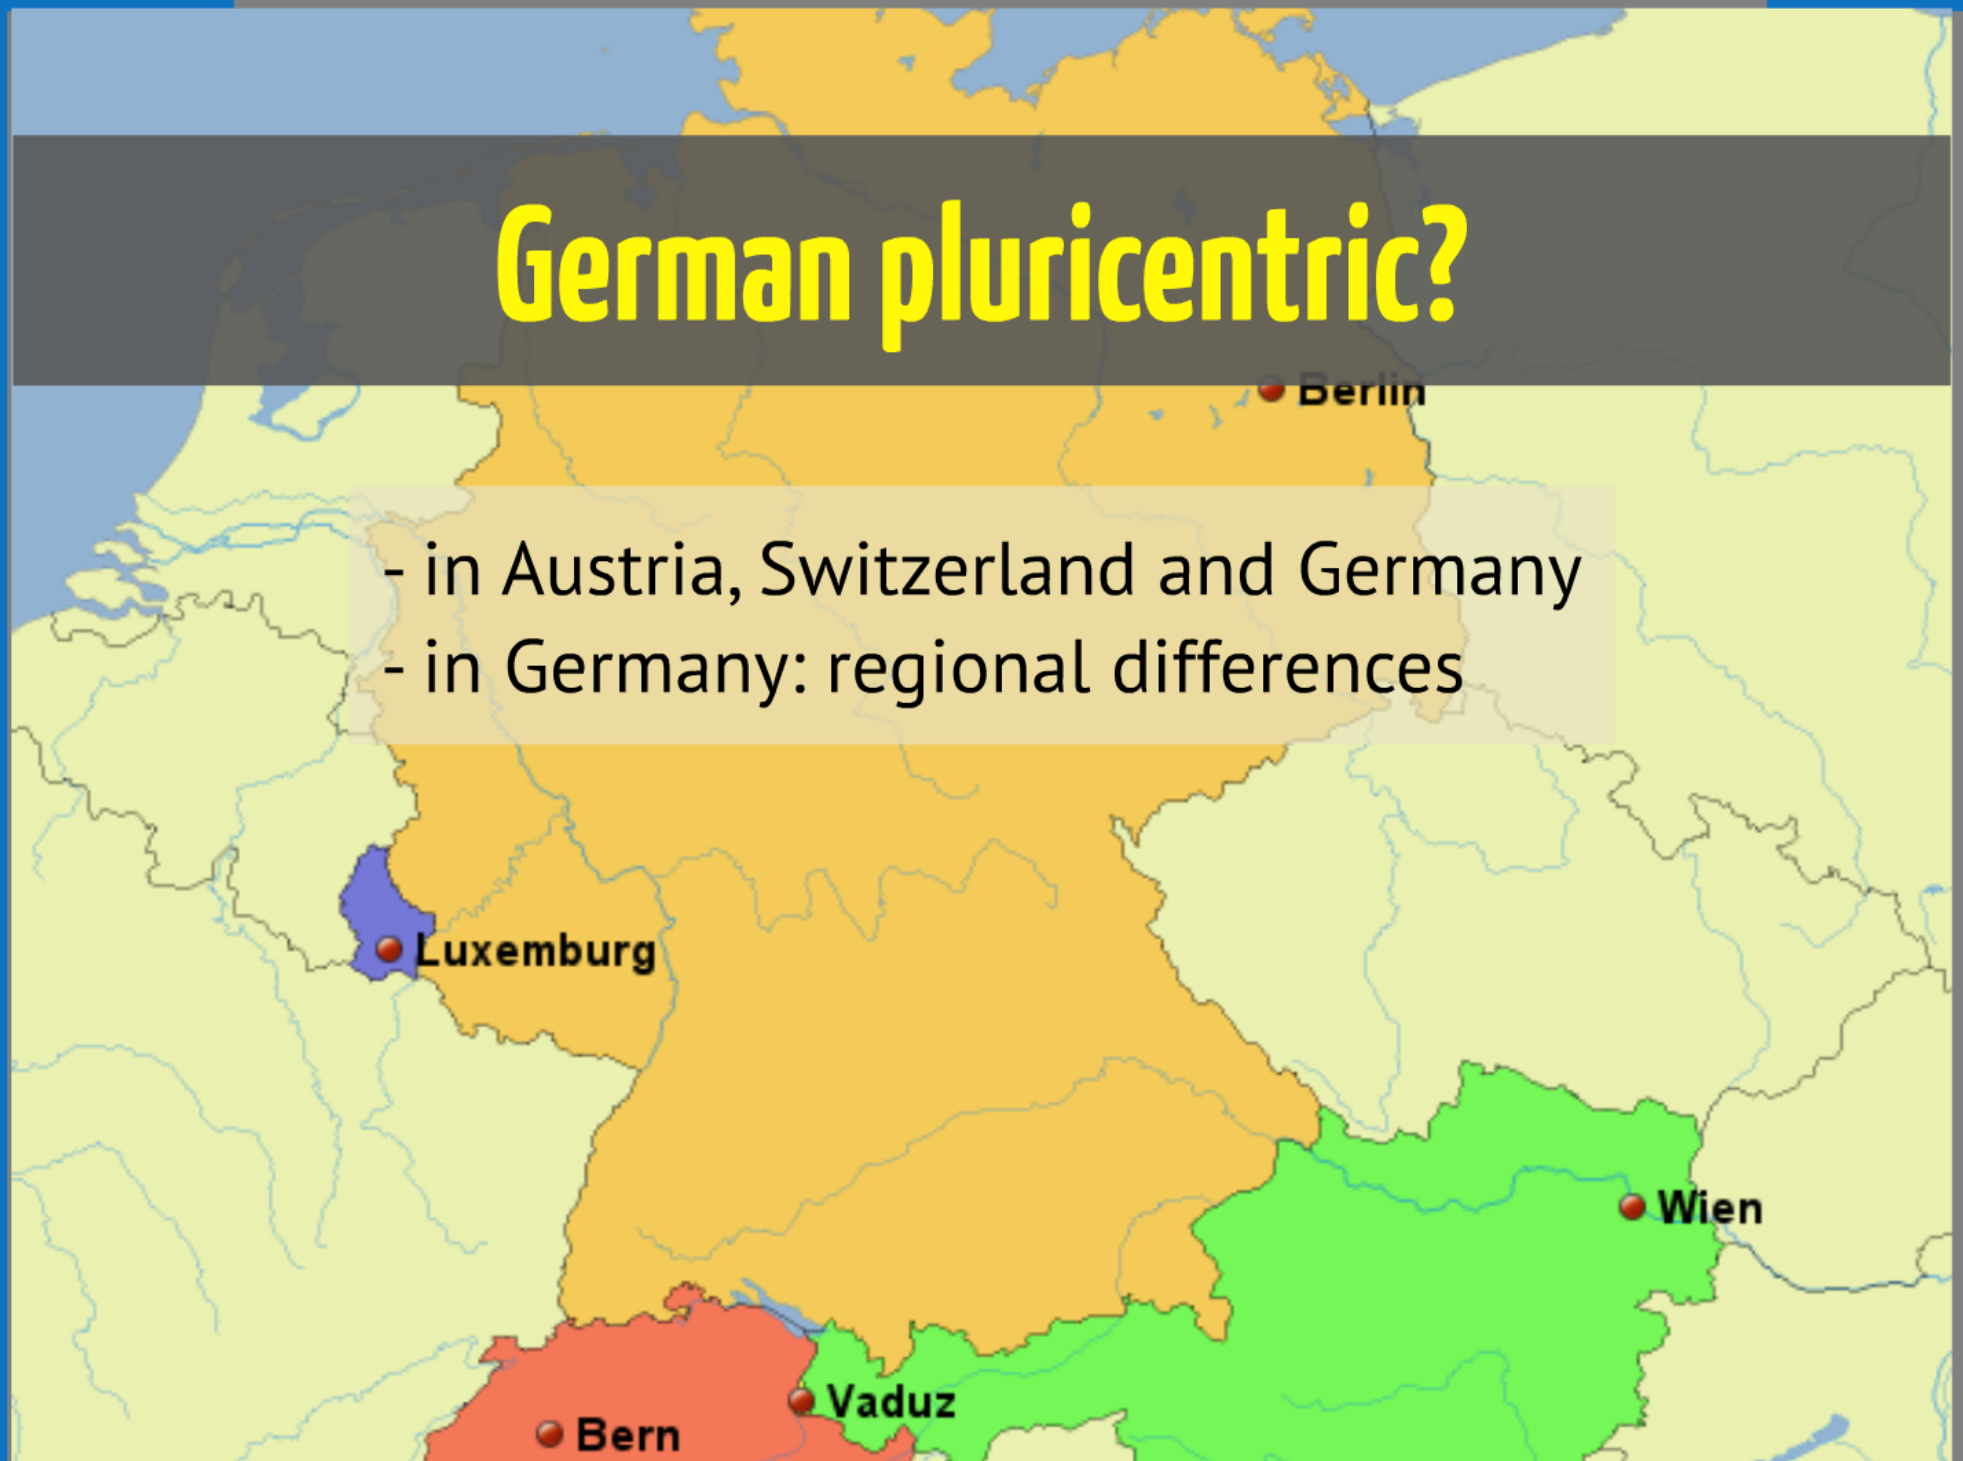 German pluricentric?
Berlin
- in Austria, Switzerland and Germany
- in Germany: regional differences
Luxemburg
Wien
Vaduz
Bern